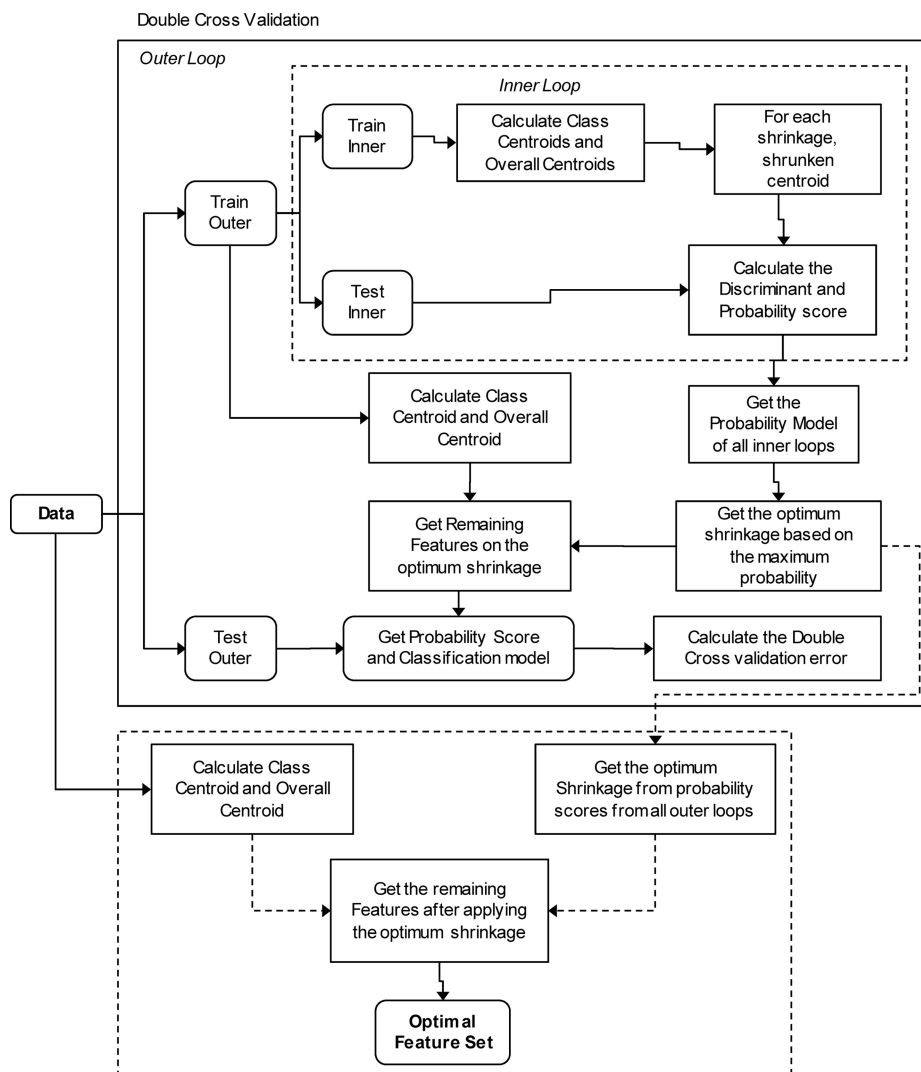 Double Cross Validation
Outer Loop
Inner Loop
Train
Inner
Calculate Class
Centroids and
Overall Centroids
For each
shrinkage,
shrunken
centroid
Train
Outer
Test
Inner
Calculate the
Discriminant and
Probability score
Calculate Class
Centroid and Overall
Centroid
Get the
Probability Model
of all inner loops
Data
Get Remaining
Features on the
optimum shrinkage
Get the optimum
shrinkage based on
the maximum
probability
Test
Outer
Get Probability Score
and Classification model
Calculate the Double
Cross validation error
Calculate Class
Centroid and Overall
Centroid
Get the optimum
Shrinkage from probability
scores from all outer loops
Get the remaining
Features after applying
the optimum shrinkage
Optimal
Feature Set